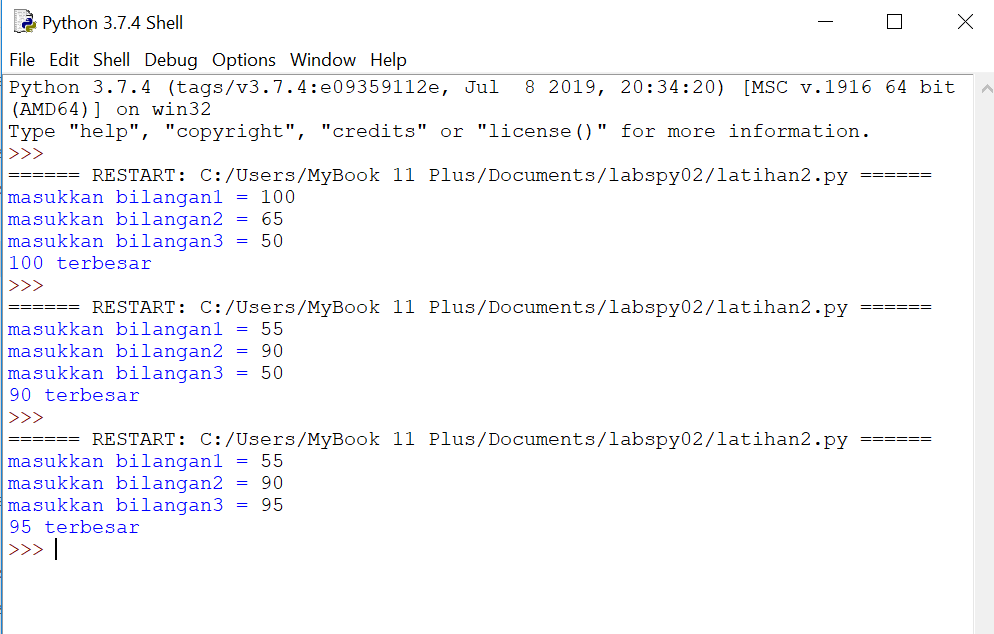 Python 3.7.4 Shell
File Edit Shell Debug Options Window Help
Python 3.7.4 (tags/v3.7.4:e09359112e, Jul  8 2019, 20:34:20) [MSC v.1916 64 bit
(AMD64)] on win32
Type "help", "copyright", "credits" or "license()" for more information.
>>>
====== RESTART: C:/Users/MyBook 11 Plus/Documents/labspy02/latihan2.py ======
masukkan bilangan1 = 100
masukkan bilangan2 = 65
masukkan bilangan3 = 50
100 terbesar
>>>
====== RESTART: C:/Users/MyBook 11 Plus/Documents/labspy02/latihan2.py ======
masukkan bilangan1 = 55
masukkan bilangan2 = 90
masukkan bilangan3 = 50
90 terbesar
>>>
====== RESTART: C:/Users/MyBook 11 Plus/Documents/labspy02/latihan2.py ======
masukkan bilangan1 = 55
masukkan bilangan2 = 90
masukkan bilangan3 = 95
95 terbesar
>>>